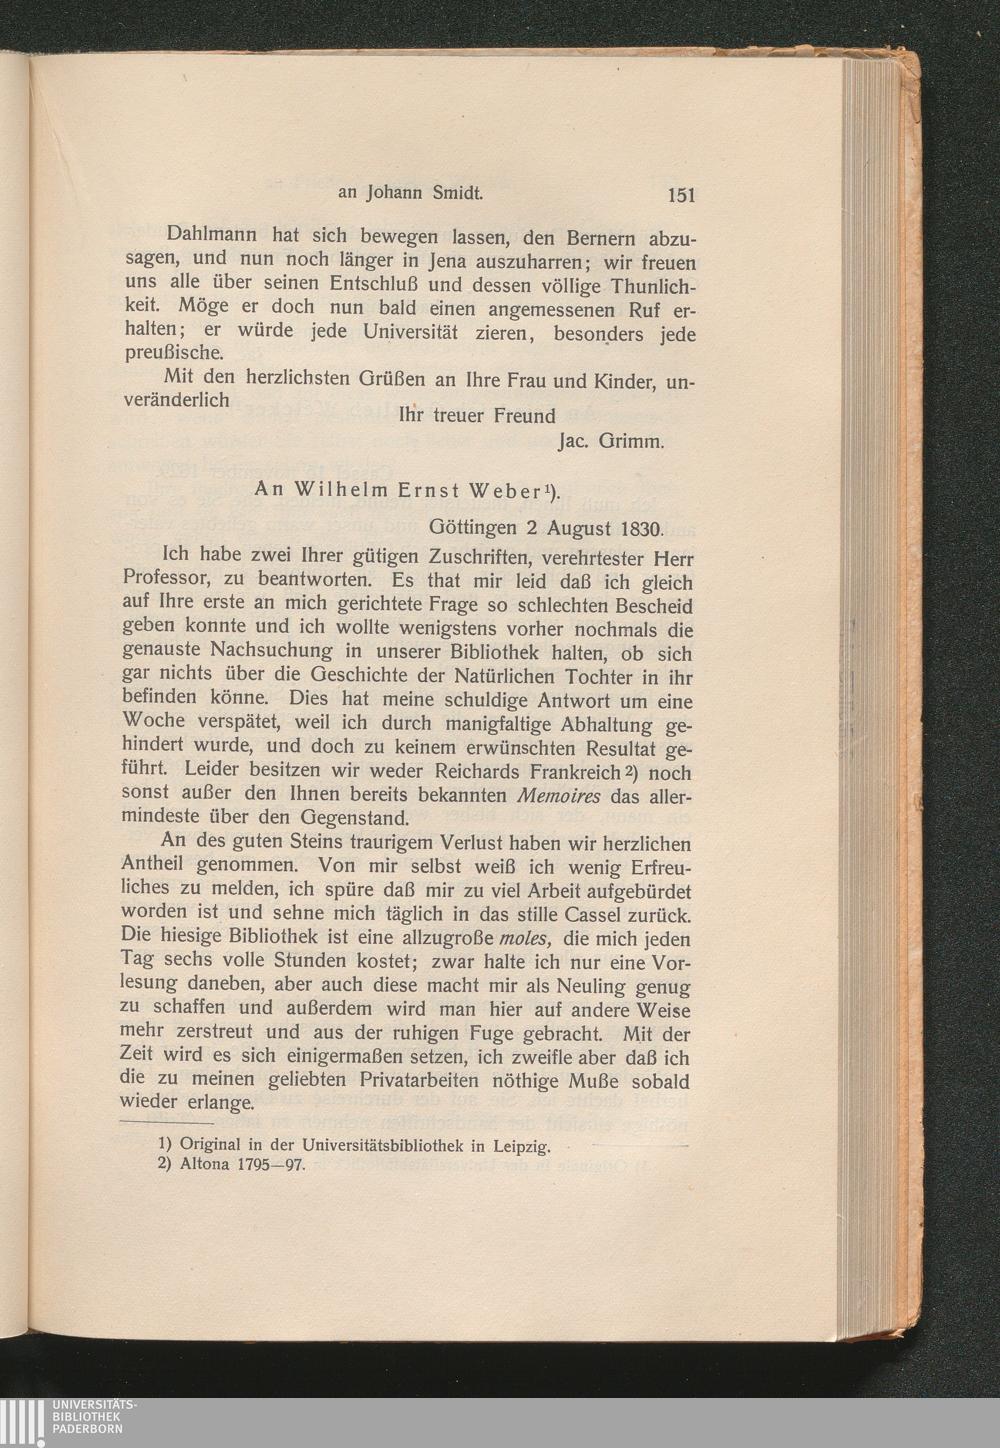 an Johann Smidt. 151
Dahlmann hat sich bewegen lassen, den Bernern abzu-
sagen, und nun noch länger in Jena auszuharren; wir freuen
uns alle über seinen Entschluß und dessen völlige Thunlich-
keit. Möge er doch nun bald einen angemessenen Ruf er-
halten; er würde jede Universität zieren, besonders jede
preußische.
Mit den herzlichsten Grüßen an Ihre Frau und Kinder, un-
veränderlich
Ihr treuer Freund
Jac. Grimm.
An Wilhelm Ernst Weber¹).
Göttingen 2 August 1830.
Ich habe zwei Ihrer gütigen Zuschriften, verehrtester Herr
Professor, zu beantworten. Es that mir leid daß ich gleich
auf Ihre erste an mich gerichtete Frage so schlechten Bescheid
geben konnte und ich wollte wenigstens vorher nochmals die
genauste Nachsuchung in unserer Bibliothek halten, ob sich
gar nichts über die Geschichte der Natürlichen Tochter in ihr
befinden könne. Dies hat meine schuldige Antwort um eine
Woche verspätet, weil ich durch manigfaltige Abhaltung ge-
hindert wurde, und doch zu keinem erwünschten Resultat ge-
führt. Leider besitzen wir weder Reichards Frankreich²) noch
sonst außer den Ihnen bereits bekannten Memoires das aller-
mindeste über den Gegenstand.
An des guten Steins traurigem Verlust haben wir herzlichen
Antheil genommen. Von mir selbst weiß ich wenig Erfreu-
liches zu melden, ich spüre daß mir zu viel Arbeit aufgebürdet
worden ist und sehne mich täglich in das stille Cassel zurück.
Die hiesige Bibliothek ist eine allzugroße moles, die mich jeden
Tag sechs volle Stunden kostet; zwar halte ich nur eine Vor-
lesung daneben, aber auch diese macht mir als Neuling genug
zu schaffen und außerdem wird man hier auf andere Weise
mehr zerstreut und aus der ruhigen Fuge gebracht. Mit der
Zeit wird es sich einigermaßen setzen, ich zweifle aber daß ich
die zu meinen geliebten Privatarbeiten nöthige Muße sobald
wieder erlange.
1) Original in der Universitätsbibliothek in Leipzig.
2) Altona 1795—97.
UNIVERSITÄTS-
BIBLIOTHEK
PADERBORN